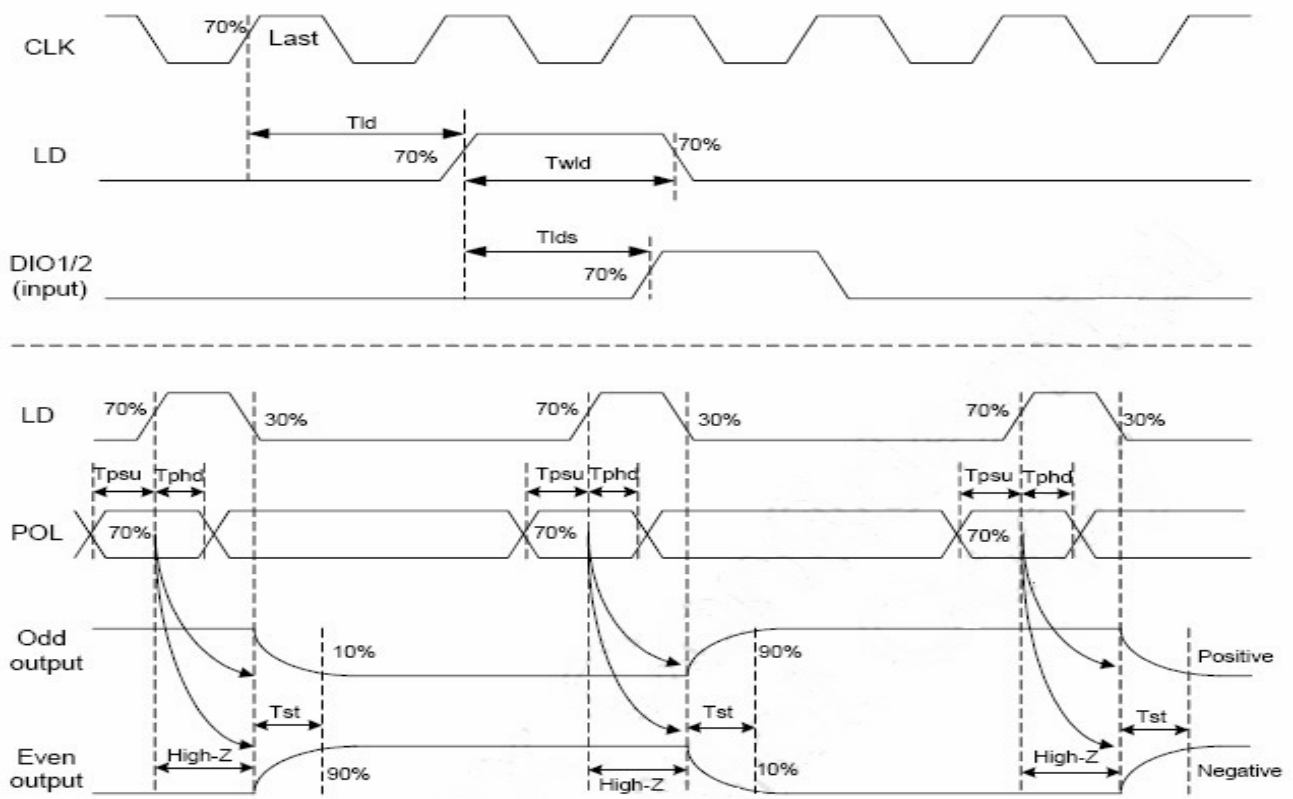 CLK
70%
Last
LD
Tld
70%
70%
Twld
DIO1/2
(input)
Tlds
70%
LD
70%
30%
70%
30%
70%
30%
Tpsu
Tphd
Tpsu
Tphd
Tpsu
Tphd
POL
70%
70%
70%
Odd
output
10%
90%
Positive
Tst
Tst
Tst
Even
output
High-Z
90%
High-Z
10%
High-Z
Negative